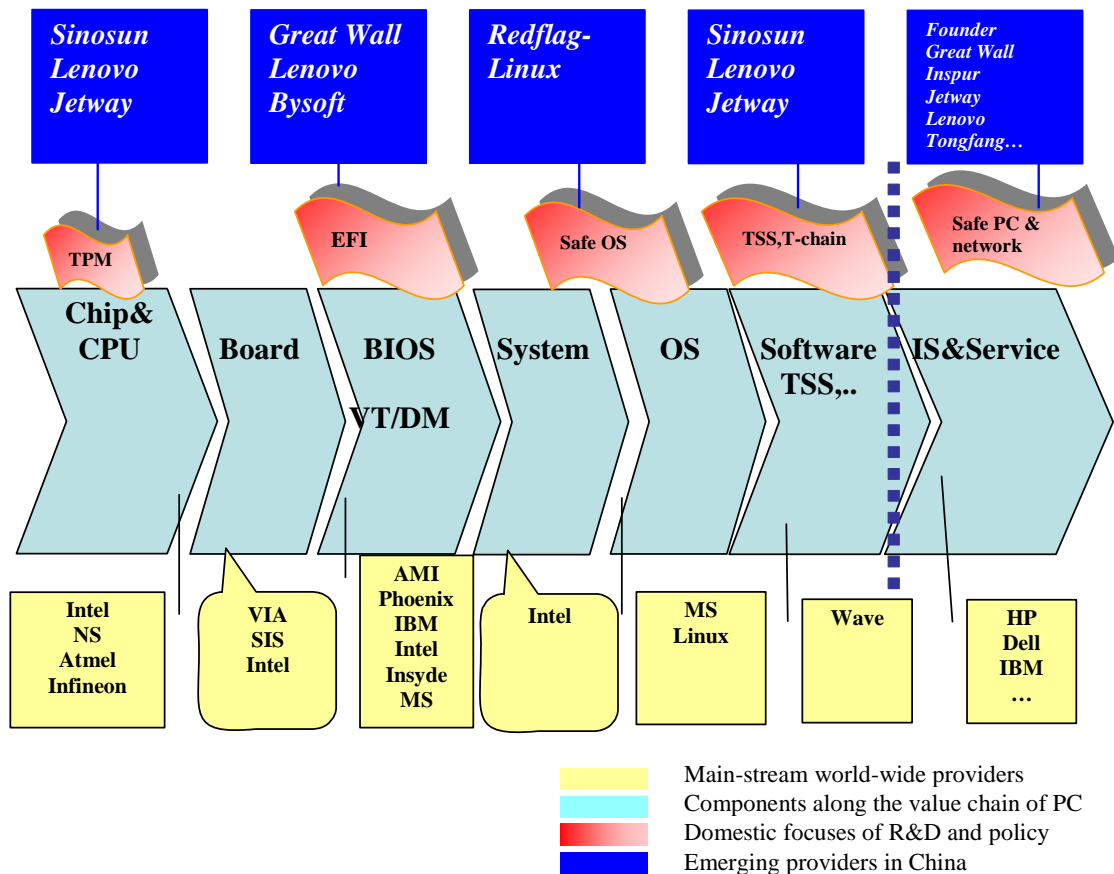 Sinosun
Lenovo
Jetway
Great Wall
Lenovo
Bysoft
Redflag-
Linux
Sinosun
Lenovo
Jetway
Founder
Great Wall
Inspur
Jetway
Lenovo
Tongfang…
TPM
EFI
Safe OS
TSS,T-chain
Safe PC &
network
Chip&
CPU
Board
BIOS
VT/DM
System
OS
Software
TSS,..
IS&Service
Intel
NS
Atmel
Infineon
VIA
SIS
Intel
AMI
Phoenix
IBM
Intel
Insyde
MS
Intel
MS
Linux
Wave
HP
Dell
IBM
…
Main-stream world-wide providers
Components along the value chain of PC
Domestic focuses of R&D and policy
Emerging providers in China